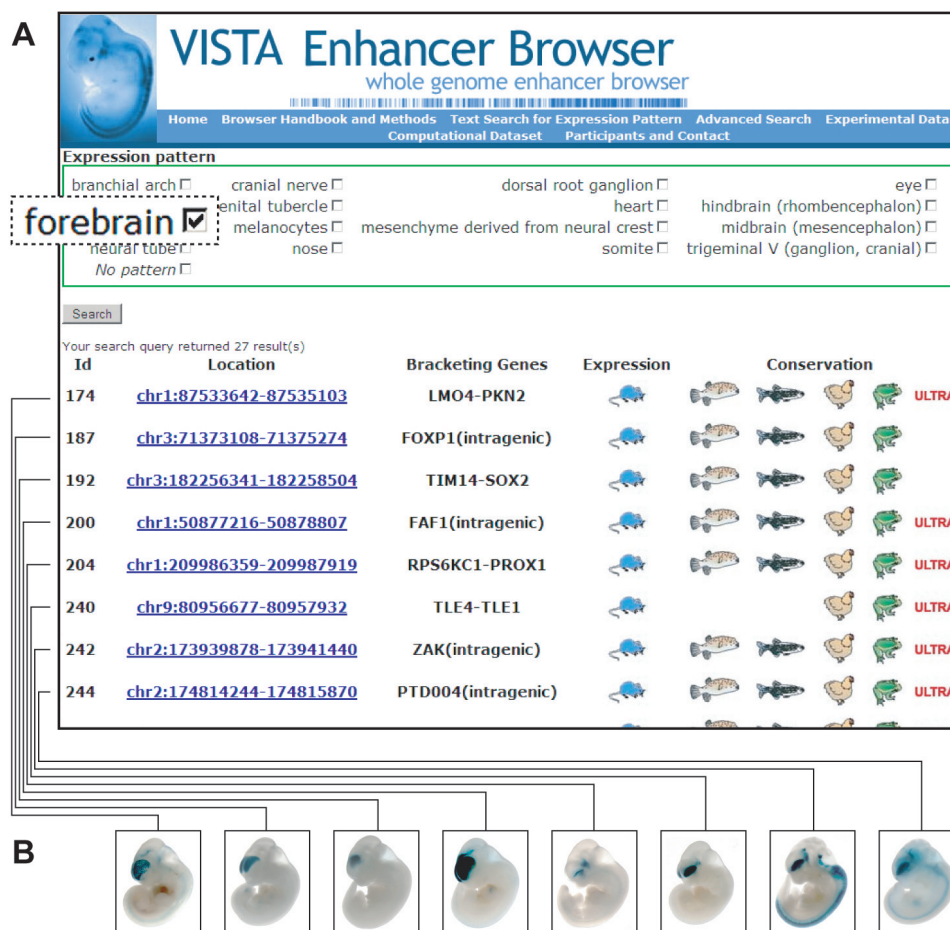 A
VISTA Enhancer Browser
whole genome enhancer browser
Home Browser Handbook and Methods Text Search for Expression Pattern Advanced Search Experimental Data
Computational Dataset Participants and Contact
Expression pattern
branchial arch cranial nerve dorsal root ganglion eye
forebrain enital tubercle heart hindbrain (rhombencephalon)
melanocytes mesenchyme derived from neural crest midbrain (mesencephalon)
neural tube nose somite trigeminal V (ganglion, cranial)
No pattern
Search
Your search query returned 27 result(s)
Id Location Bracketing Genes Expression Conservation
174 chr1:87533642-87535103 LMO4-PKN2 ULTRA
187 chr3:71373108-71375274 FOXP1(intragenic)
192 chr3:182256341-182258504 TIM14-SOX2
200 chr1:50877216-50878807 FAF1(intragenic) ULTRA
204 chr1:209986359-209987919 RPS6KC1-PROX1 ULTRA
240 chr9:80956677-80957932 TLE4-TLE1 ULTRA
242 chr2:173939878-173941440 ZAK(intragenic) ULTRA
244 chr2:174814244-174815870 PTD004(intragenic) ULTRA
B